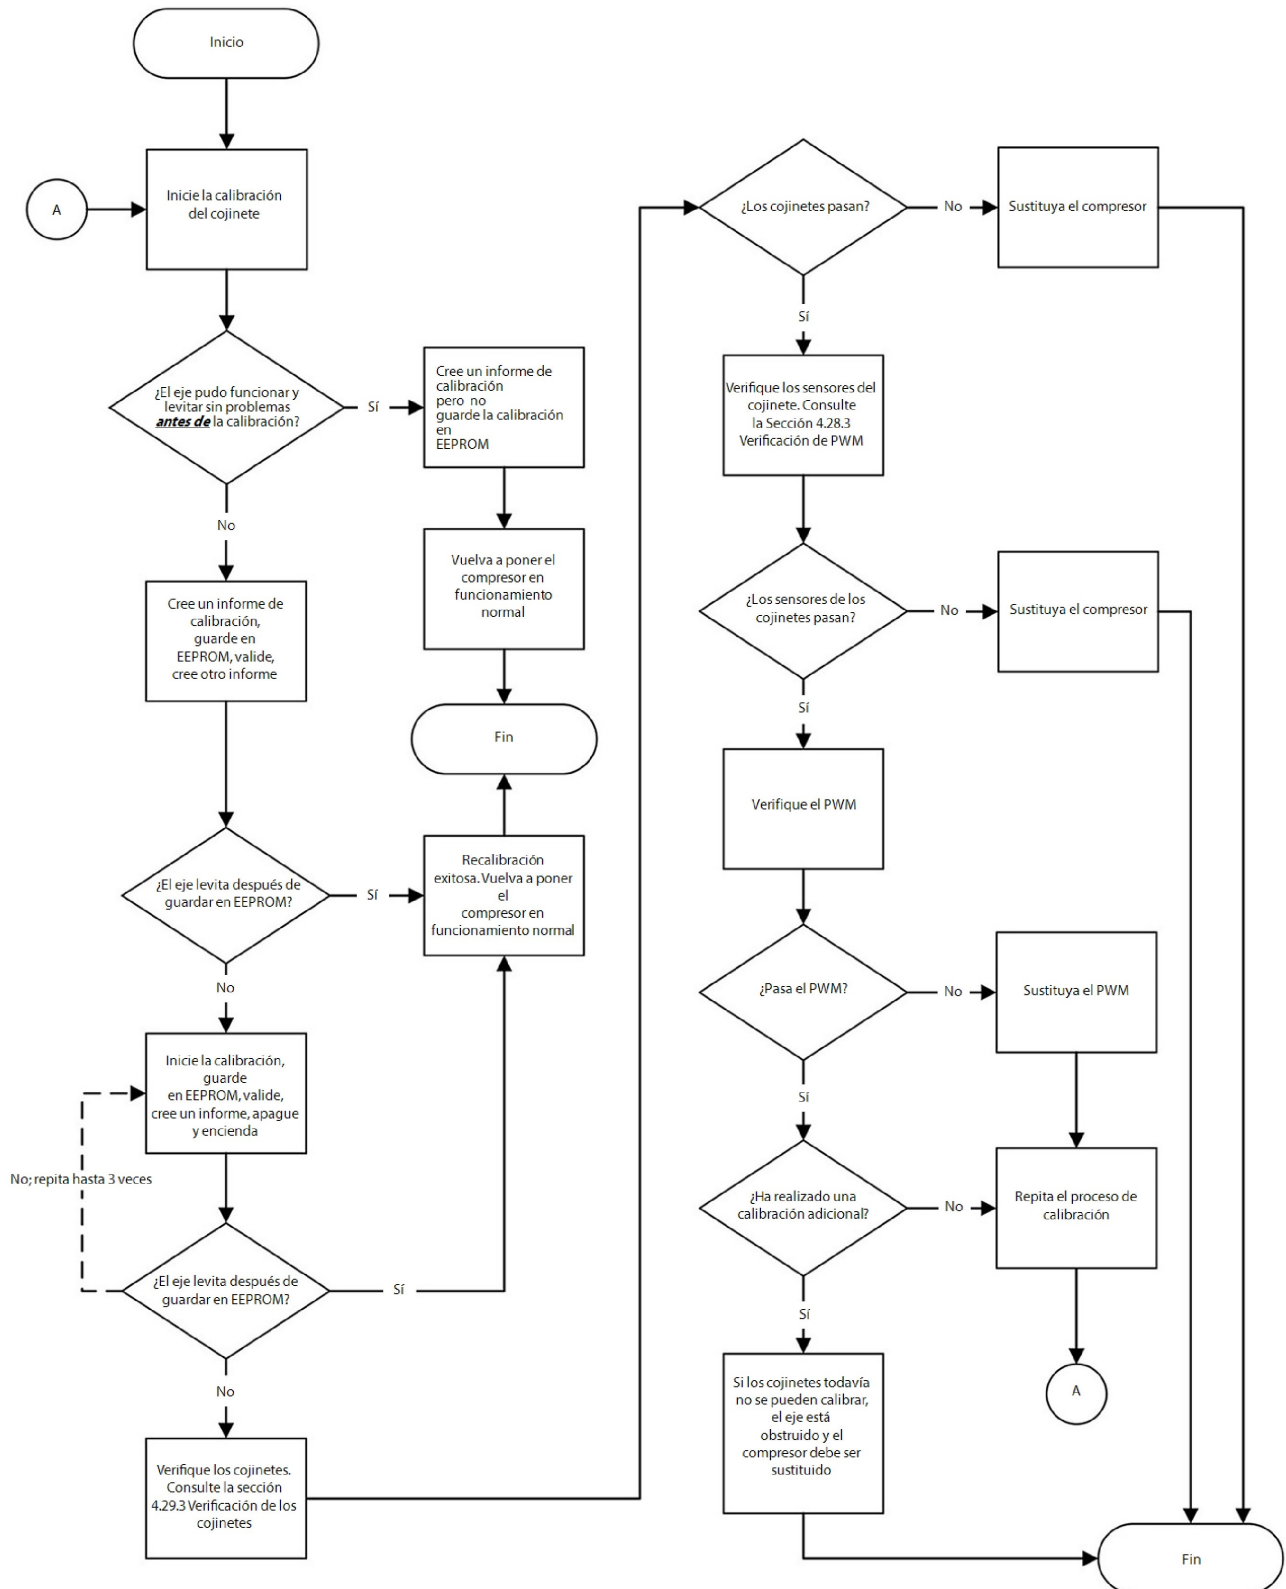 Inicio
A
Inicie la calibración
del cojinete
¿El eje pudo funcionar y
levitar sin problemas
antes de la calibración?
Sí
Cree un informe de
calibración
pero no
guarde la calibración
en
EEPROM
No
Vuelva a poner el
compresor en
funcionamiento
normal
Cree un informe de
calibración,
guarde en
EEPROM, valide,
cree otro informe
Fin
¿El eje levita después de
guardar en EEPROM?
Sí
Recalibración
exitosa. Vuelva a poner
el
compresor en
funcionamiento normal
No
Inicie la calibración,
guarde
en EEPROM, valide,
cree un informe, apague
y encienda
No; repita hasta 3 veces
¿El eje levita después de
guardar en EEPROM?
Sí
No
Verifique los cojinetes.
Consulte la sección
4.29.3 Verificación de los
cojinetes
¿Los cojinetes pasan?
No
Sustituya el compresor
Sí
Verifique los sensores del
cojinete. Consulte
la Sección 4.28.3
Verificación de PWM
¿Los sensores de los
cojinetes pasan?
No
Sustituya el compresor
Sí
Verifique el PWM
¿Pasa el PWM?
No
Sustituya el PWM
Sí
¿Ha realizado una
calibración adicional?
No
Repita el proceso de
calibración
Sí
A
Si los cojinetes todavía
no se pueden calibrar,
el eje está
obstruido y el
compresor debe ser
sustituido
Fin